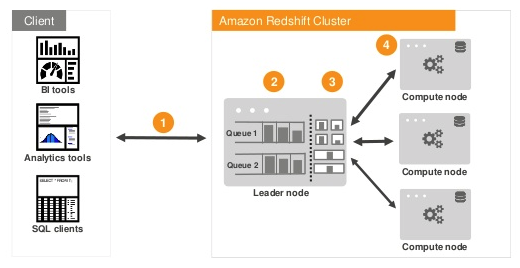 Client
Amazon Redshift Cluster
BI tools
Analytics tools
SELECT * FROM
SQL clients
1
2
3
4
Queue 1
Queue 2
Leader node
Compute node
Compute node
Compute node